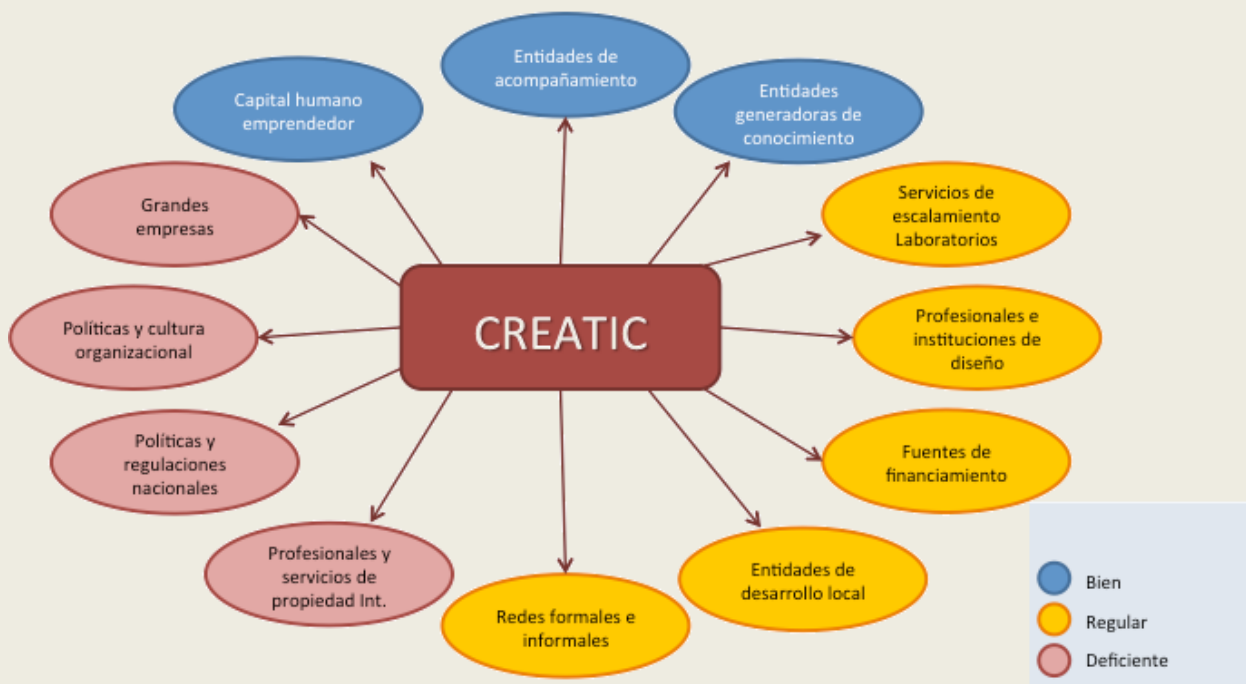 Entidades de
acompañamiento
Capital humano
emprendedor
Entidades
generadoras de
conocimiento
Grandes
empresas
Servicios de
escalamiento
Laboratorios
CREATIC
Políticas y cultura
organizacional
Profesionales e
instituciones de
diseño
Políticas y
regulaciones
nacionales
Fuentes de
financiamiento
Profesionales y
servicios de
propiedad Int.
Redes formales e
informales
Entidades de
desarrollo local
Bien
Regular
Deficiente